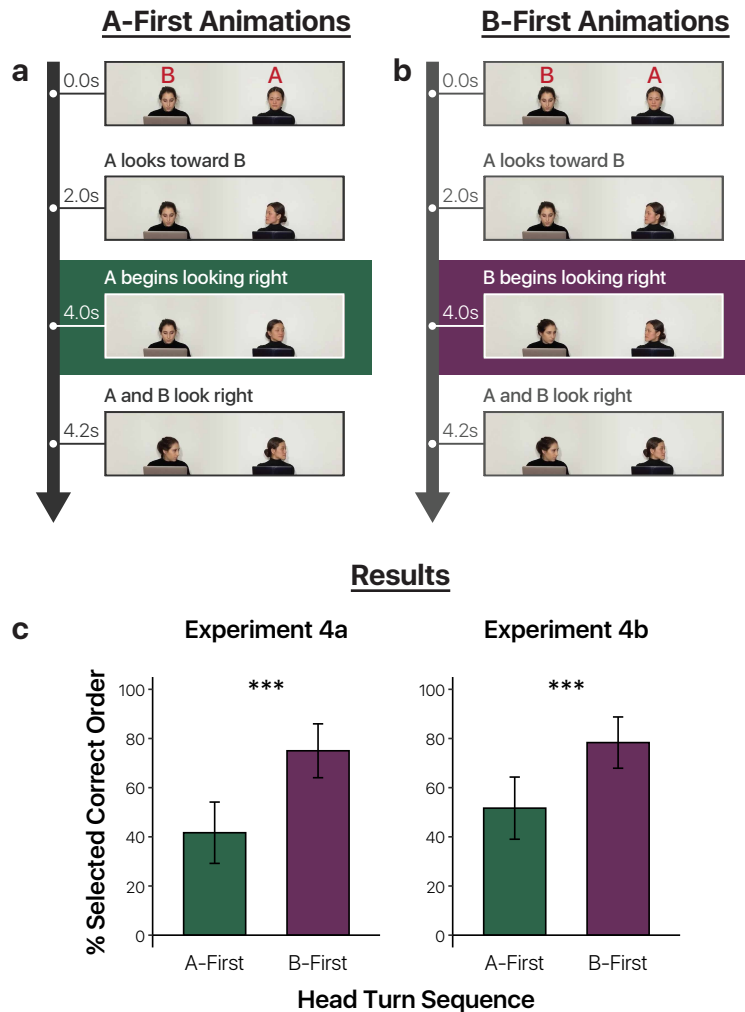 A-First Animations
B-First Animations
a
0.0s
B
A
A looks toward B
2.0s
A begins looking right
4.0s
A and B look right
4.2s
b
0.0s
B
A
A looks toward B
2.0s
B begins looking right
4.0s
A and B look right
4.2s
Results
c
Experiment 4a
Experiment 4b
% Selected Correct Order
100
80
60
40
20
0
***
A-First
B-First
100
80
60
40
20
0
***
A-First
B-First
Head Turn Sequence